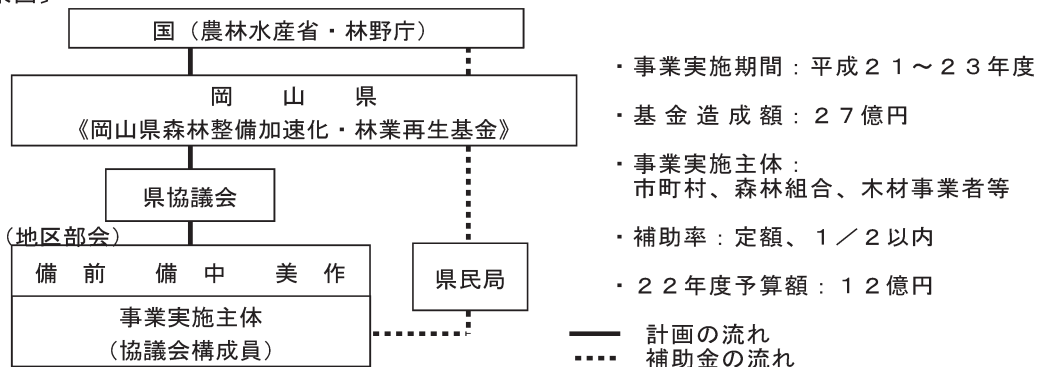 国（農林水産省・林野庁）
岡　山　県
《岡山県森林整備加速化・林業再生基金》
県協議会
（地区部会）
備　前　備　中　美　作
事業実施主体
（協議会構成員）
県民局
・事業実施期間：平成２１～２３年度
・基 金 造 成 額：２７億円
・事業実施主体：
市町村、森林組合、木材事業者等
・補助率：定額、１／２以内
・２２年度予算額：１２億円
計画の流れ
補助金の流れ